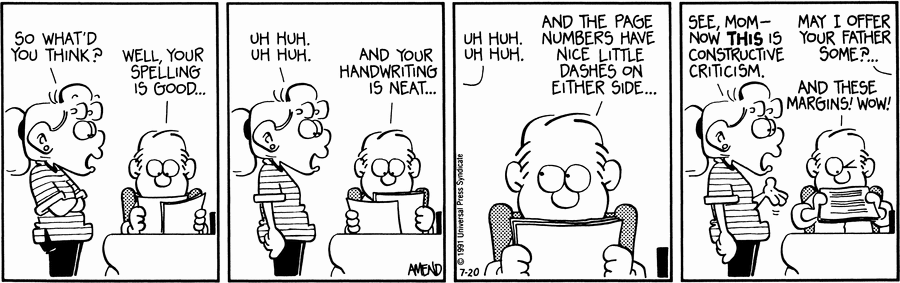 SO WHAT'D
YOU THINK?
WELL, YOUR
SPELLING
IS GOOD...
UH HUH.
UH HUH.
AND YOUR
HANDWRITING
IS NEAT...
AMEND
UH HUH.
UH HUH.
AND THE PAGE
NUMBERS HAVE
NICE LITTLE
DASHES ON
EITHER SIDE...
© 1991 Universal Press Syndicate
7-20
SEE, MOM—
NOW THIS IS
CONSTRUCTIVE
CRITICISM.
MAY I OFFER
YOUR FATHER
SOME?...
AND THESE
MARGINS! WOW!